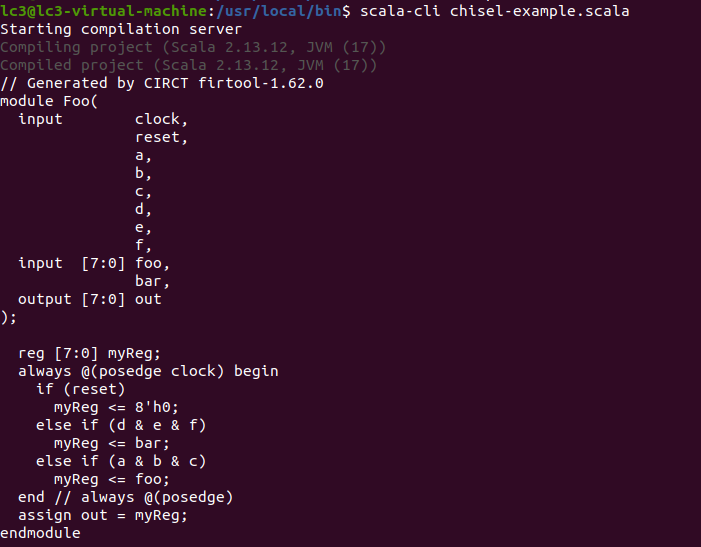 lc3@lc3-virtual-machine:/usr/local/bin$ scala-cli chisel-example.scala
Starting compilation server
Compiling project (Scala 2.13.12, JVM (17))
Compiled project (Scala 2.13.12, JVM (17))
// Generated by CIRCT firtool-1.62.0
module Foo(
  input        clock,
               reset,
               a,
               b,
               c,
               d,
               e,
               f,
  input  [7:0] foo,
               bar,
  output [7:0] out
);

  reg [7:0] myReg;
  always @(posedge clock) begin
    if (reset)
      myReg <= 8'h0;
    else if (d & e & f)
      myReg <= bar;
    else if (a & b & c)
      myReg <= foo;
  end // always @(posedge)
  assign out = myReg;
endmodule